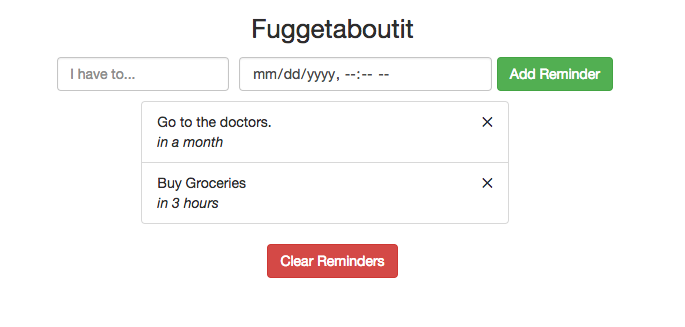 Fuggetaboutit
I have to...
mm/dd/yyyy, --:-- --
Add Reminder
Go to the doctors.
in a month
Buy Groceries
in 3 hours
Clear Reminders